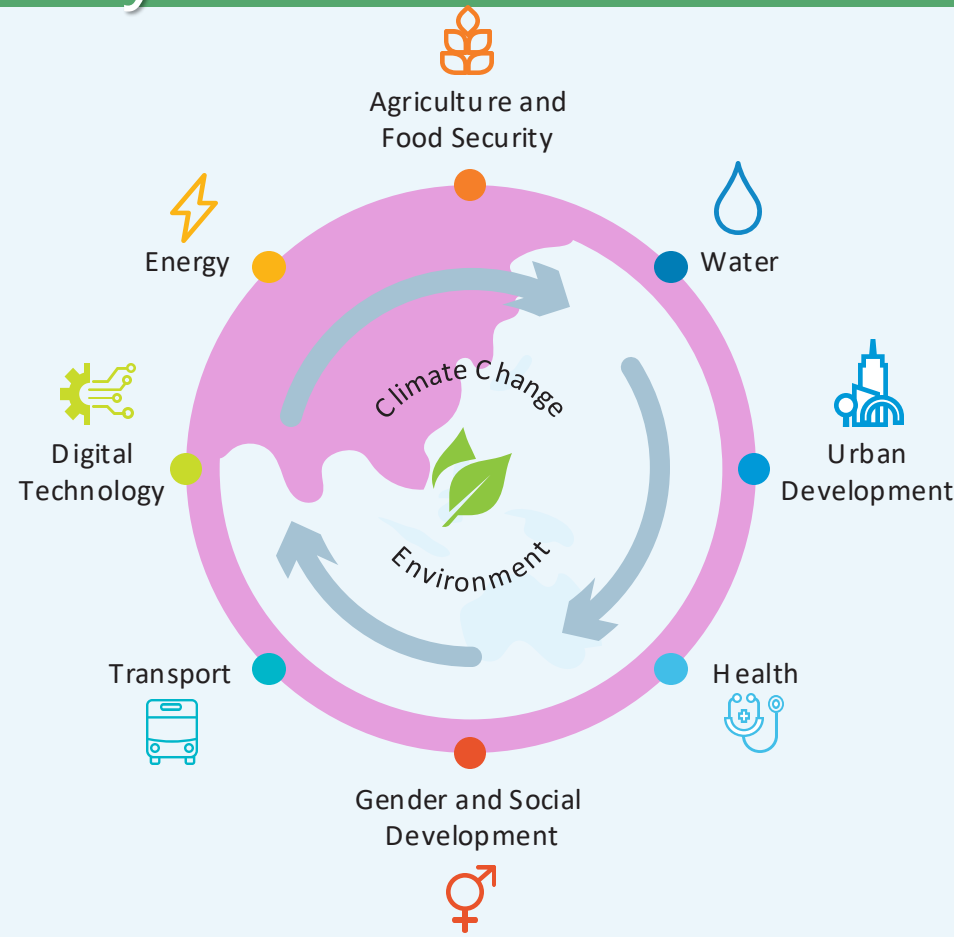 Agriculture and
Food Security
Energy
Water
Climate Change
Digital
Technology
Urban
Development
Environment
Transport
Health
Gender and Social
Development